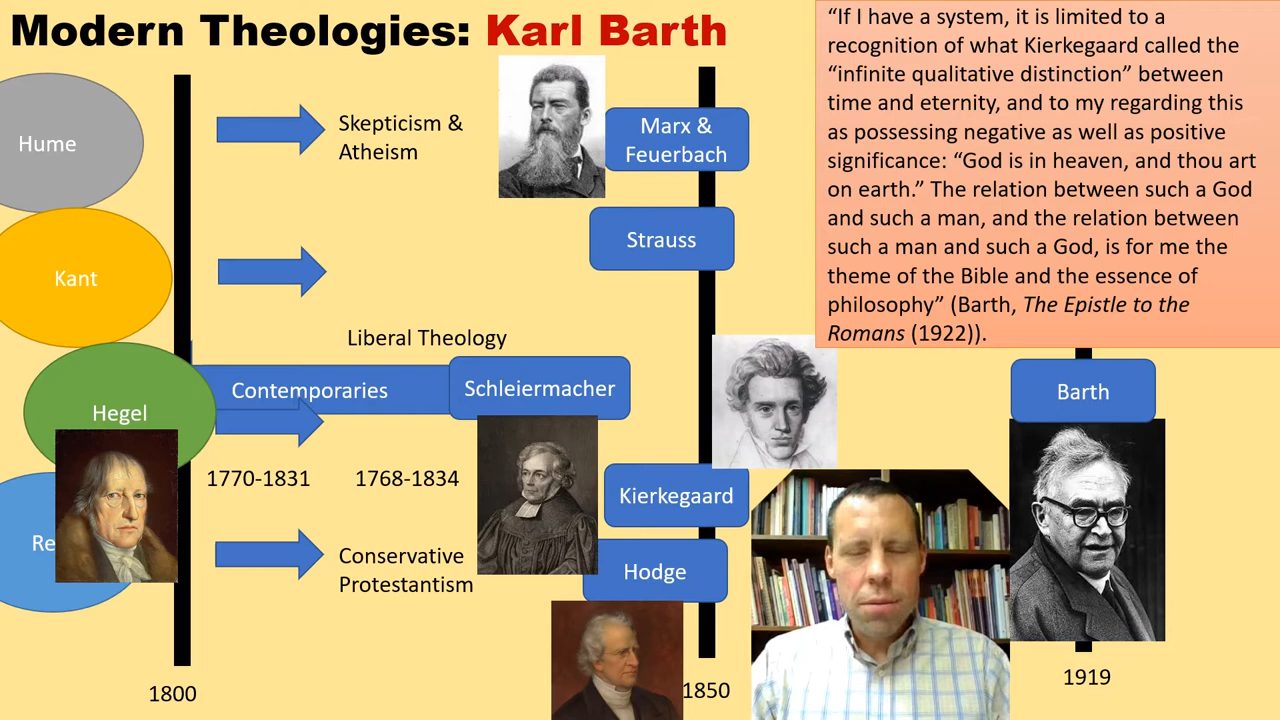 Modern Theologies: Karl Barth
“If I have a system, it is limited to a
recognition of what Kierkegaard called the
“infinite qualitative distinction” between
time and eternity, and to my regarding this
as possessing negative as well as positive
significance: “God is in heaven, and thou art
on earth.” The relation between such a God
and such a man, and the relation between
such a man and such a God, is for me the
theme of the Bible and the essence of
philosophy” (Barth, The Epistle to the
Romans (1922)).
Hume
Skepticism &
Atheism
Marx &
Feuerbach
Strauss
Kant
Liberal Theology
Contemporaries
Schleiermacher
Barth
Hegel
1770-1831
1768-1834
Kierkegaard
Re
Conservative
Protestantism
Hodge
1800
1850
1919